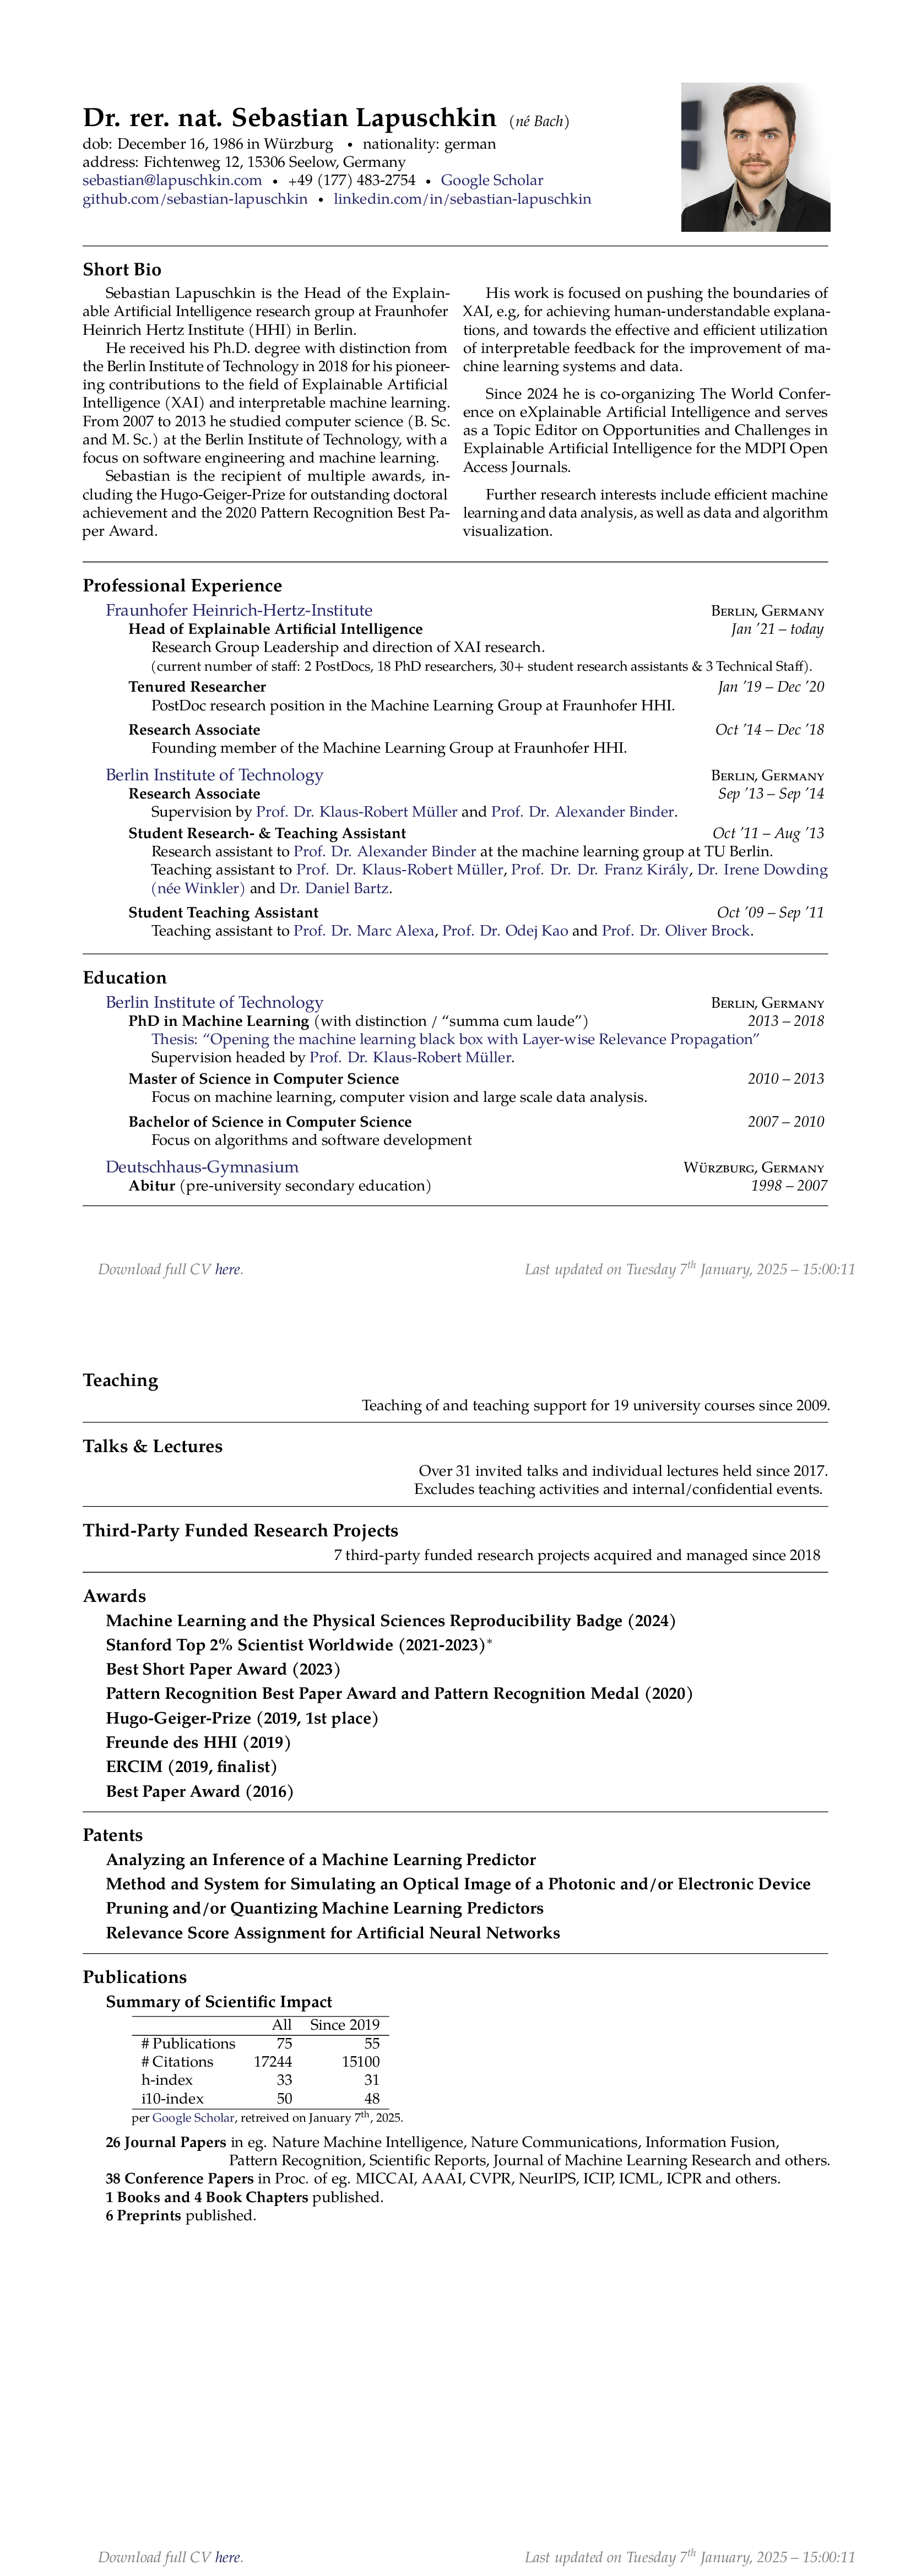 Dr. rer. nat. Sebastian Lapuschkin (né Bach)
dob: December 16, 1986 in Würzburg • nationality: german
address: Fichtenweg 12, 15306 Seelow, Germany
sebastian@lapuschkin.com • +49 (177) 483-2754 • Google Scholar
github.com/sebastian-lapuschkin • linkedin.com/in/sebastian-lapuschkin
Short Bio
Sebastian Lapuschkin is the Head of the Explain-
able Artificial Intelligence research group at Fraunhofer
Heinrich Hertz Institute (HHI) in Berlin.
He received his Ph.D. degree with distinction from
the Berlin Institute of Technology in 2018 for his pioneer-
ing contributions to the field of Explainable Artificial
Intelligence (XAI) and interpretable machine learning.
From 2007 to 2013 he studied computer science (B. Sc.
and M. Sc.) at the Berlin Institute of Technology, with a
focus on software engineering and machine learning.
Sebastian is the recipient of multiple awards, in-
cluding the Hugo-Geiger-Prize for outstanding doctoral
achievement and the 2020 Pattern Recognition Best Pa-
per Award.
His work is focused on pushing the boundaries of
XAI, e.g, for achieving human-understandable explana-
tions, and towards the effective and efficient utilization
of interpretable feedback for the improvement of ma-
chine learning systems and data.
Since 2024 he is co-organizing The World Confer-
ence on eXplainable Artificial Intelligence and serves
as a Topic Editor on Opportunities and Challenges in
Explainable Artificial Intelligence for the MDPI Open
Access Journals.
Further research interests include efficient machine
learning and data analysis, as well as data and algorithm
visualization.
Professional Experience
Fraunhofer Heinrich-Hertz-Institute Berlin, Germany
Head of Explainable Artificial Intelligence Jan '21 – today
Research Group Leadership and direction of XAI research.
(current number of staff: 2 PostDocs, 18 PhD researchers, 30+ student research assistants & 3 Technical Staff).
Tenured Researcher Jan '19 – Dec '20
PostDoc research position in the Machine Learning Group at Fraunhofer HHI.
Research Associate Oct '14 – Dec '18
Founding member of the Machine Learning Group at Fraunhofer HHI.
Berlin Institute of Technology Berlin, Germany
Research Associate Sep '13 – Sep '14
Supervision by Prof. Dr. Klaus-Robert Müller and Prof. Dr. Alexander Binder.
Student Research- & Teaching Assistant Oct '11 – Aug '13
Research assistant to Prof. Dr. Alexander Binder at the machine learning group at TU Berlin.
Teaching assistant to Prof. Dr. Klaus-Robert Müller, Prof. Dr. Dr. Franz Király, Dr. Irene Dowding
(née Winkler) and Dr. Daniel Bartz.
Student Teaching Assistant Oct '09 – Sep '11
Teaching assistant to Prof. Dr. Marc Alexa, Prof. Dr. Odej Kao and Prof. Dr. Oliver Brock.
Education
Berlin Institute of Technology Berlin, Germany
PhD in Machine Learning (with distinction / “summa cum laude”) 2013 – 2018
Thesis: “Opening the machine learning black box with Layer-wise Relevance Propagation”
Supervision headed by Prof. Dr. Klaus-Robert Müller.
Master of Science in Computer Science 2010 – 2013
Focus on machine learning, computer vision and large scale data analysis.
Bachelor of Science in Computer Science 2007 – 2010
Focus on algorithms and software development
Deutschhaus-Gymnasium Würzburg, Germany
Abitur (pre-university secondary education) 1998 – 2007
Download full CV here. Last updated on Tuesday 7th January, 2025 – 15:00:11
Teaching
Teaching of and teaching support for 19 university courses since 2009.
Talks & Lectures
Over 31 invited talks and individual lectures held since 2017.
Excludes teaching activities and internal/confidential events.
Third-Party Funded Research Projects
7 third-party funded research projects acquired and managed since 2018
Awards
Machine Learning and the Physical Sciences Reproducibility Badge (2024)
Stanford Top 2% Scientist Worldwide (2021-2023)*
Best Short Paper Award (2023)
Pattern Recognition Best Paper Award and Pattern Recognition Medal (2020)
Hugo-Geiger-Prize (2019, 1st place)
Freunde des HHI (2019)
ERCIM (2019, finalist)
Best Paper Award (2016)
Patents
Analyzing an Inference of a Machine Learning Predictor
Method and System for Simulating an Optical Image of a Photonic and/or Electronic Device
Pruning and/or Quantizing Machine Learning Predictors
Relevance Score Assignment for Artificial Neural Networks
Publications
Summary of Scientific Impact
All Since 2019
# Publications 75 55
# Citations 17244 15100
h-index 33 31
i10-index 50 48
per Google Scholar, retreived on January 7th, 2025.
26 Journal Papers in eg. Nature Machine Intelligence, Nature Communications, Information Fusion,
Pattern Recognition, Scientific Reports, Journal of Machine Learning Research and others.
38 Conference Papers in Proc. of eg. MICCAI, AAAI, CVPR, NeurIPS, ICIP, ICML, ICPR and others.
1 Books and 4 Book Chapters published.
6 Preprints published.
Download full CV here. Last updated on Tuesday 7th January, 2025 – 15:00:11